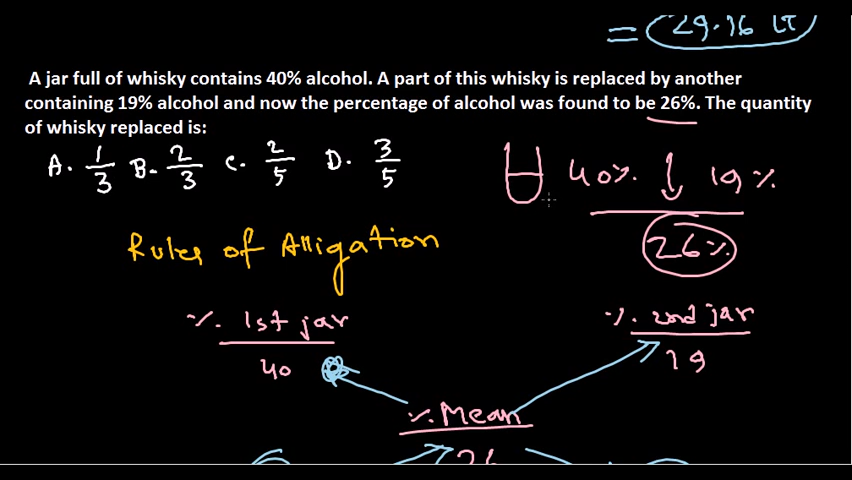 = 29.16 LT
A jar full of whisky contains 40% alcohol. A part of this whisky is replaced by another
containing 19% alcohol and now the percentage of alcohol was found to be 26%. The quantity
of whisky replaced is:
A. 1/3 B. 2/3 C. 2/5 D. 3/5
40% ↓ 19%
26%
Rules of Alligation
% 1st jar
% 2nd jar
40
19
% Mean
26